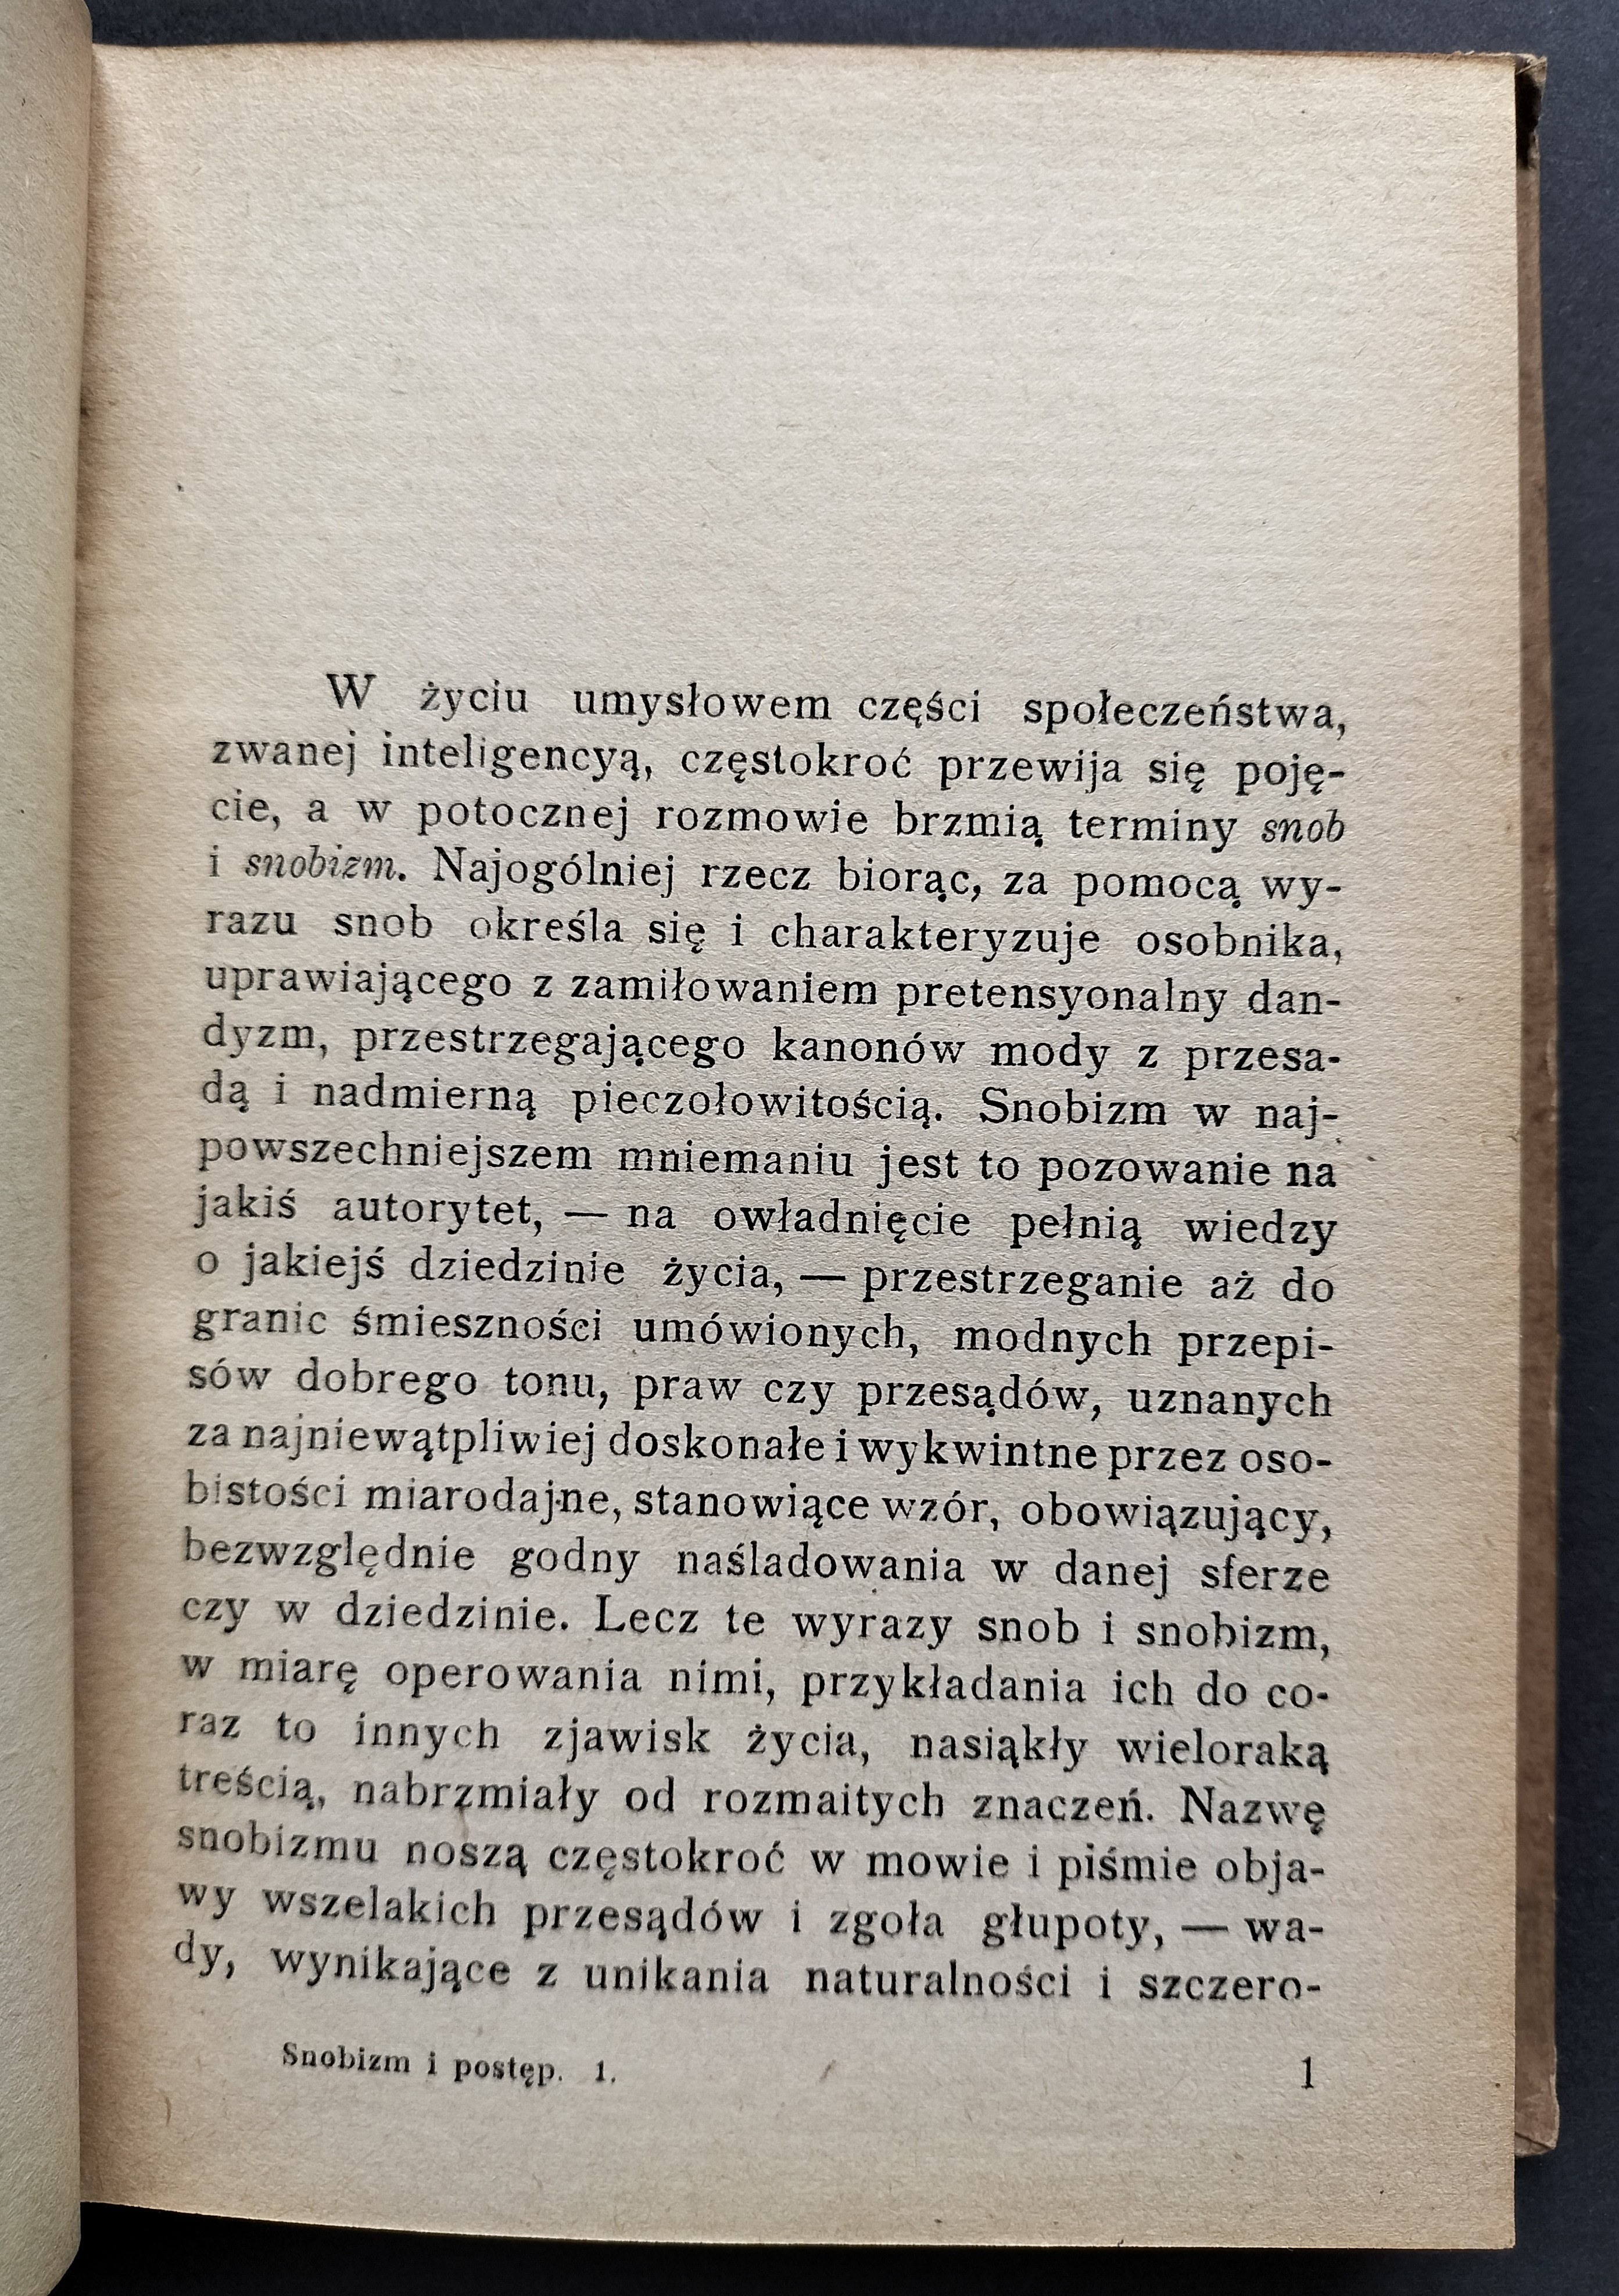 W życiu umysłowem części społeczeństwa,
zwanej inteligencyą, częstokroć przewija się poję-
cie, a w potocznej rozmowie brzmią terminy snob
i snobizm. Najogólniej rzecz biorąc, za pomocą wy-
razu snob określa się i charakteryzuje osobnika,
uprawiającego z zamiłowaniem pretensyonalny dan-
dyzm, przestrzegającego kanonów mody z przesa-
dą i nadmierną pieczołowitością. Snobizm w naj-
powszechniejszem mniemaniu jest to pozowanie na
jakiś autorytet, — na owładnięcie pełnią wiedzy
o jakiejś dziedzinie życia, — przestrzeganie aż do
granic śmieszności umówionych, modnych przepi-
sów dobrego tonu, praw czy przesądów, uznanych
za najniewątpliwiej doskonałe i wykwintne przez oso-
bistości miarodajne, stanowiące wzór, obowiązujący,
bezwzględnie godny naśladowania w danej sferze
czy w dziedzinie. Lecz te wyrazy snob i snobizm,
w miarę operowania nimi, przykładania ich do co-
raz to innych zjawisk życia, nasiąkły wieloraką
treścią, nabrzmiały od rozmaitych znaczeń. Nazwę
snobizmu noszą częstokroć w mowie i piśmie obja-
wy wszelakich przesądów i zgoła głupoty, — wa-
dy, wynikające z unikania naturalności i szczero-
Snobizm i postęp. 1. 1